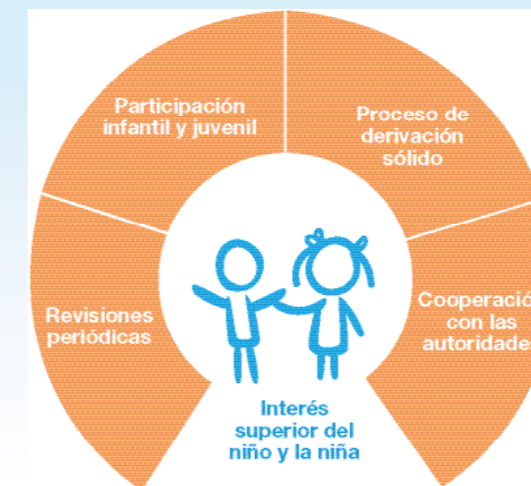 Participación
infantil y juvenil
Proceso de
derivación
sólido
Revisiones
periódicas
Cooperació
con las
autoridade
Interés
superior del
niño y la niña